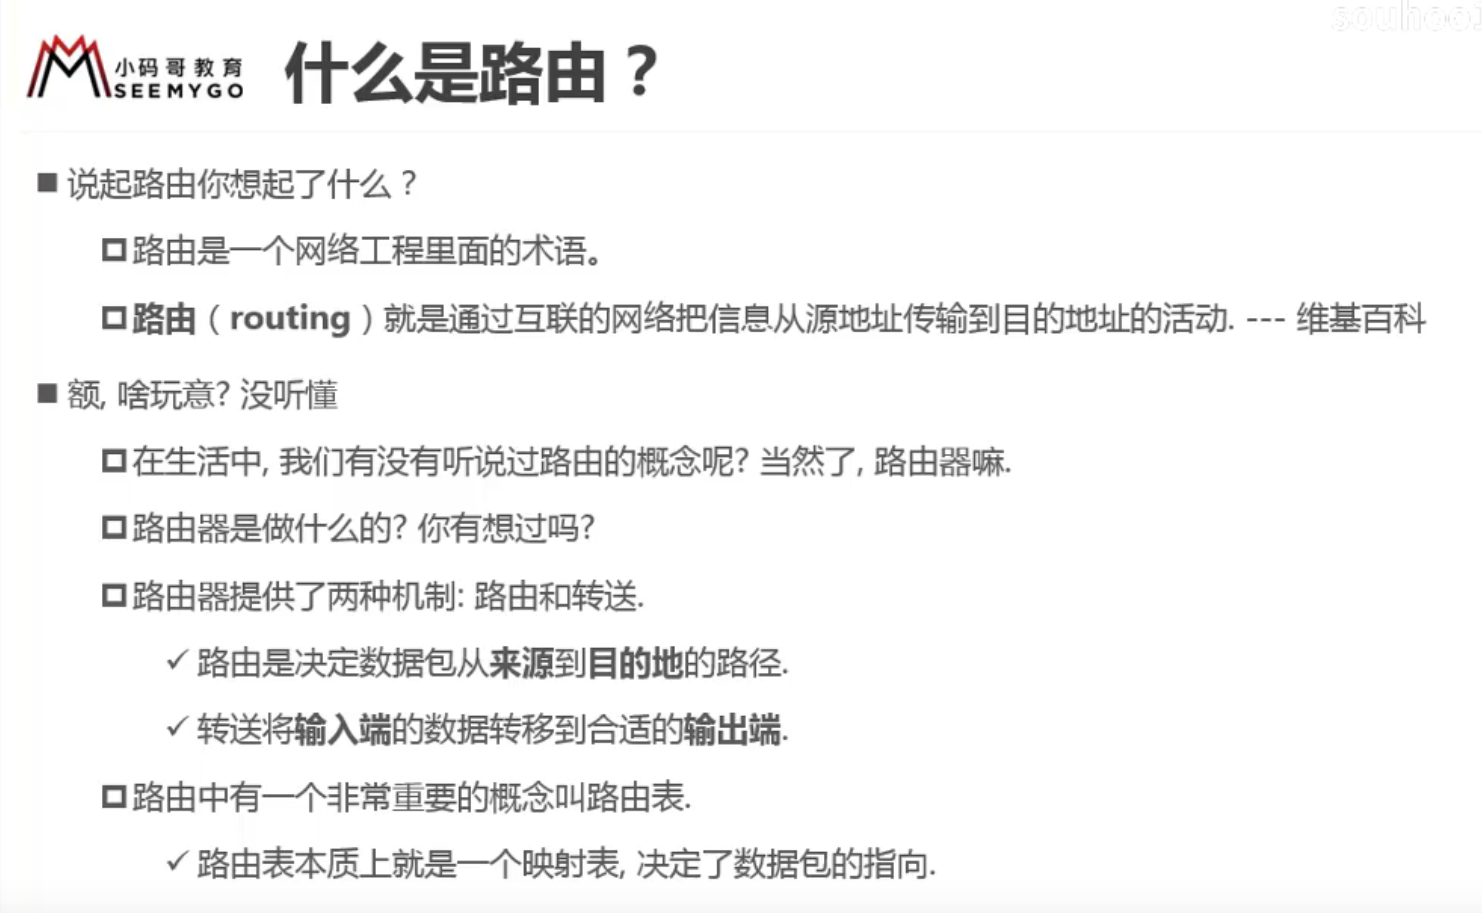 小码哥教育
SEEMYGO
什么是路由？
说起路由你想起了什么？
路由是一个网络工程里面的术语。
路由（routing）就是通过互联的网络把信息从源地址传输到目的地址的活动. --- 维基百科
额, 啥玩意? 没听懂
在生活中, 我们有没有听说过路由的概念呢? 当然了, 路由器嘛.
路由器是做什么的? 你有想过吗?
路由器提供了两种机制: 路由和转送.
✓ 路由是决定数据包从来源到目的地的路径.
✓ 转送将输入端的数据转移到合适的输出端.
路由中有一个非常重要的概念叫路由表.
✓ 路由表本质上就是一个映射表, 决定了数据包的指向.